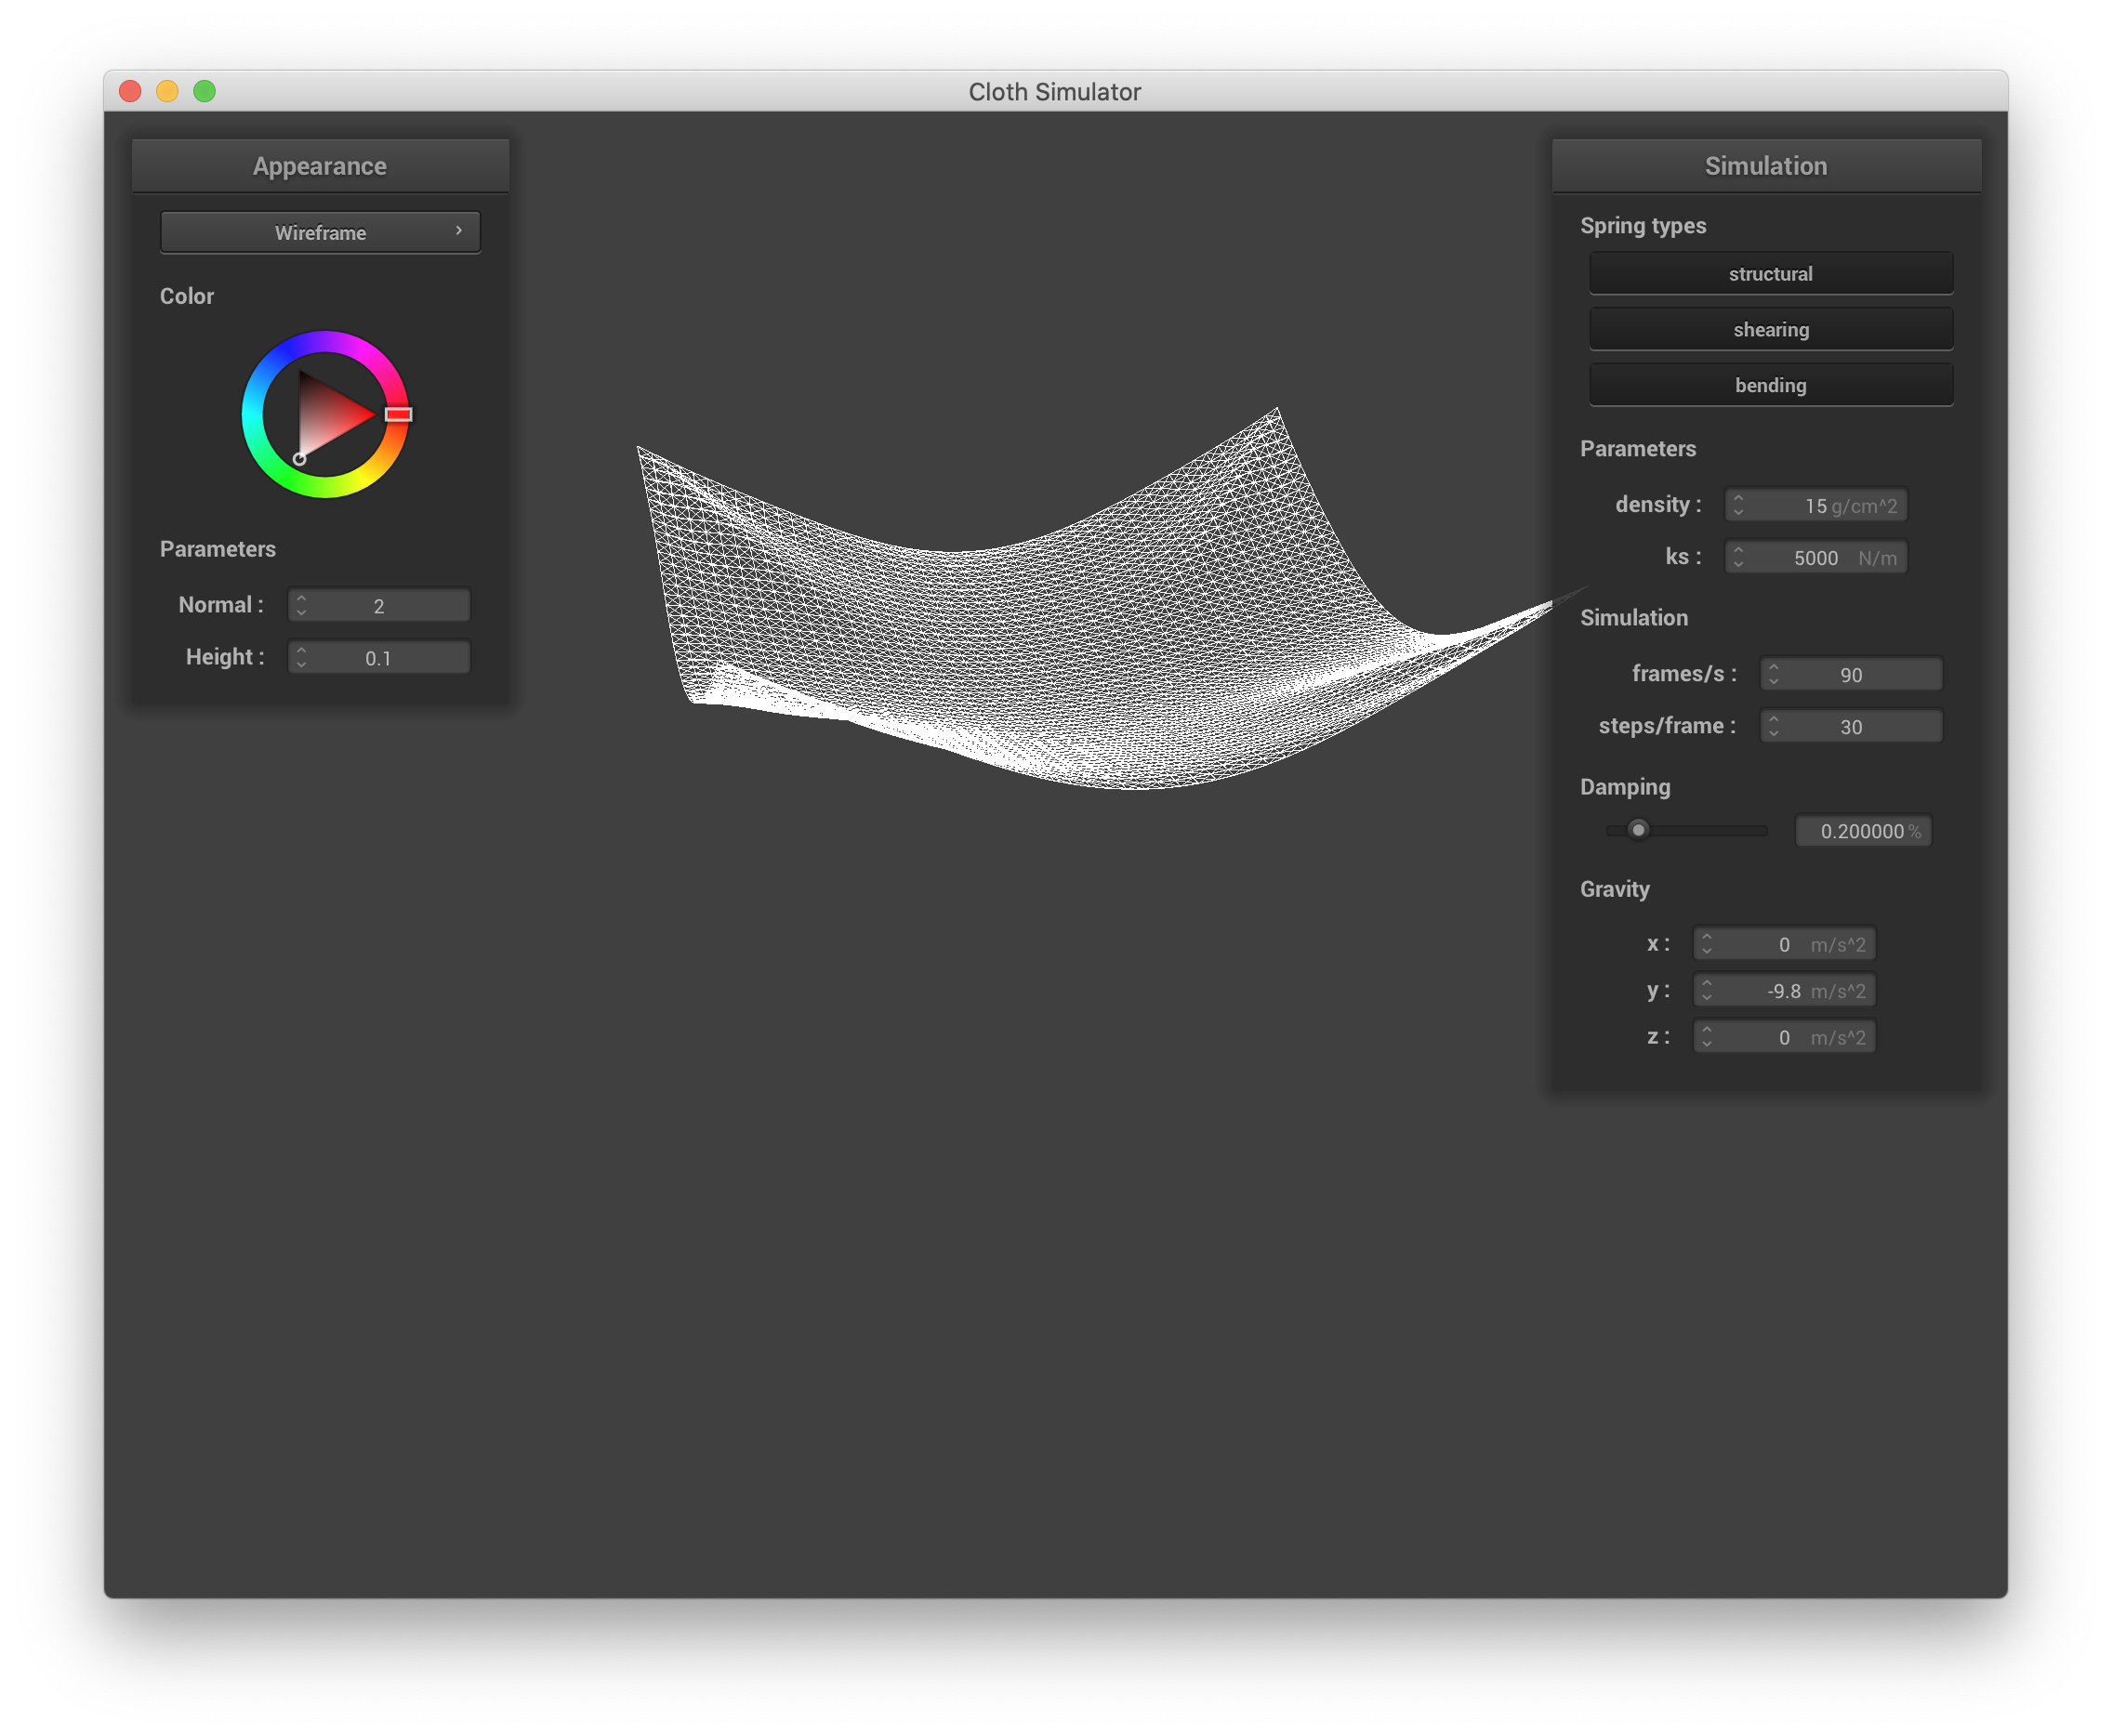 Cloth Simulator
Appearance
Wireframe
Color
Parameters
Normal : 2
Height : 0.1
Simulation
Spring types
structural
shearing
bending
Parameters
density : 15 g/cm^2
ks : 5000 N/m
Simulation
frames/s : 90
steps/frame : 30
Damping
0.200000 %
Gravity
x : 0 m/s^2
y : -9.8 m/s^2
z : 0 m/s^2